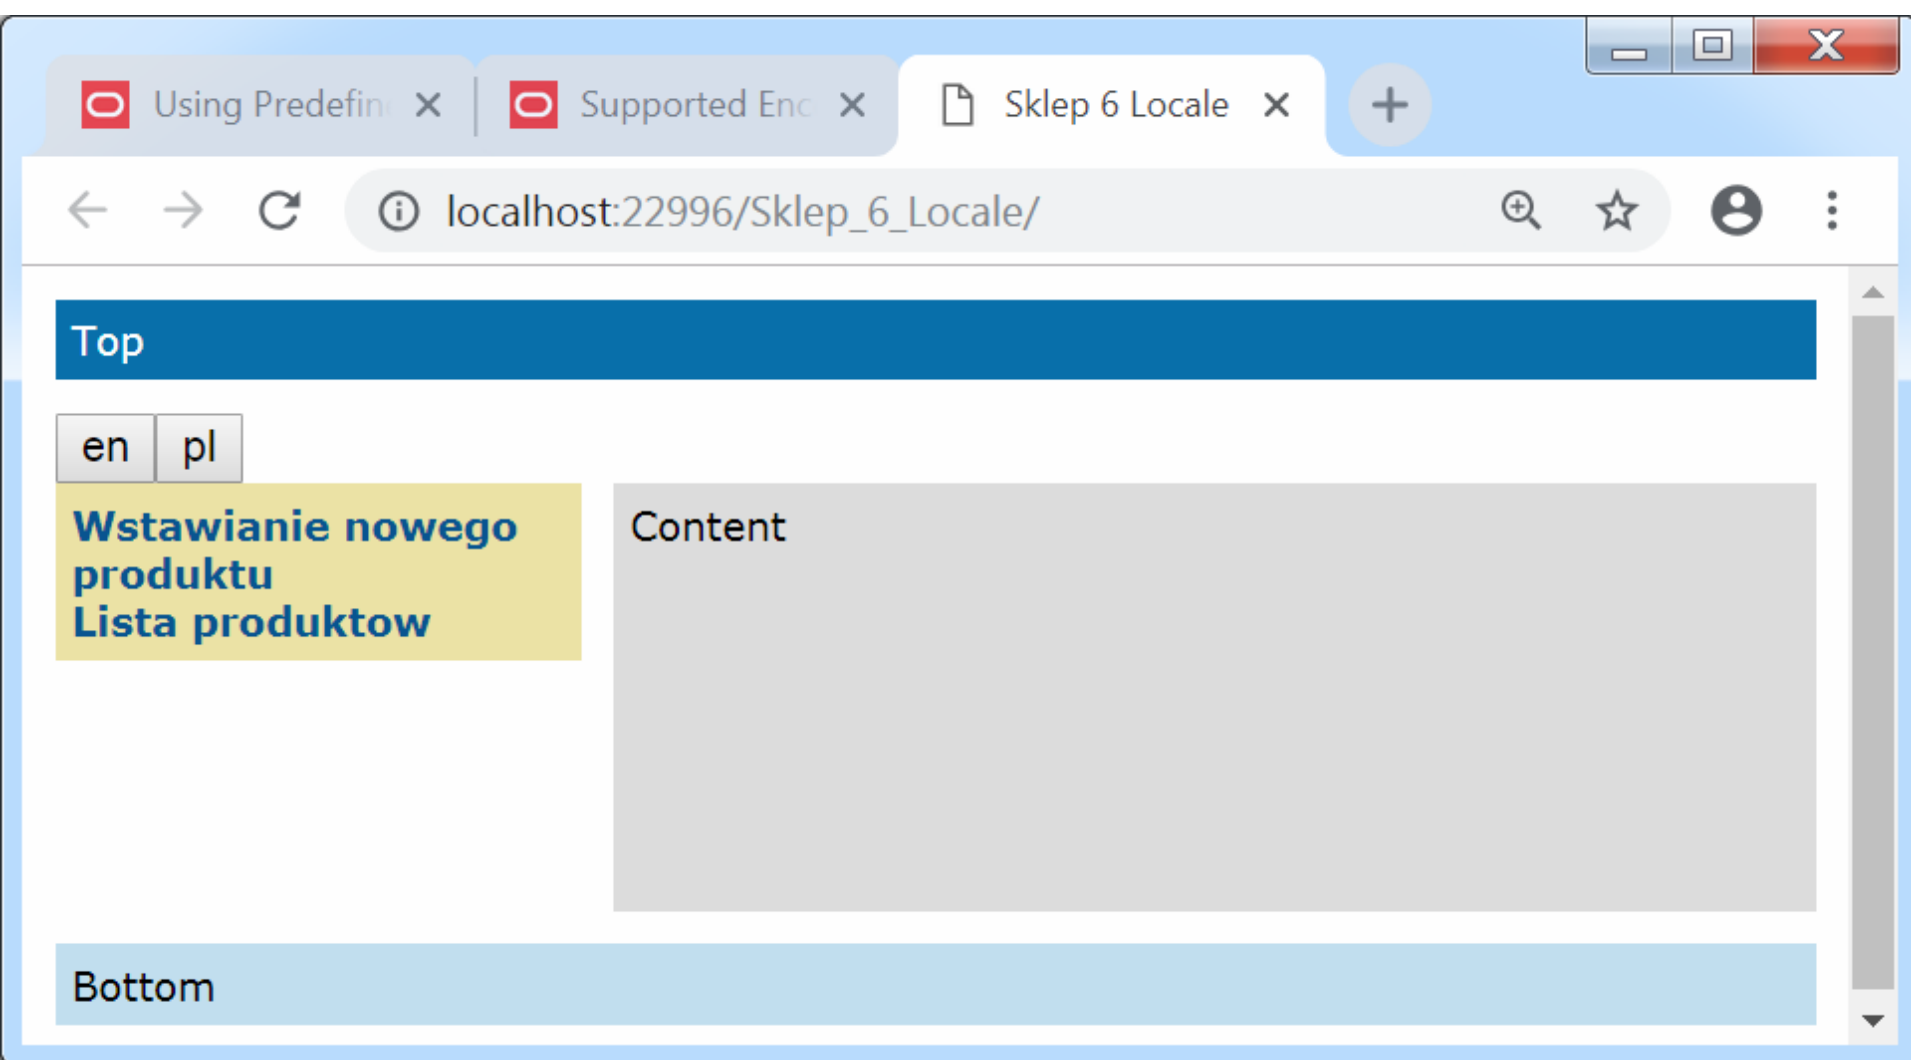 Using Predefin
Supported Enc
Sklep 6 Locale
localhost:22996/Sklep_6_Locale/
Top
en pl
Wstawianie nowego
produktu
Lista produktow
Content
Bottom